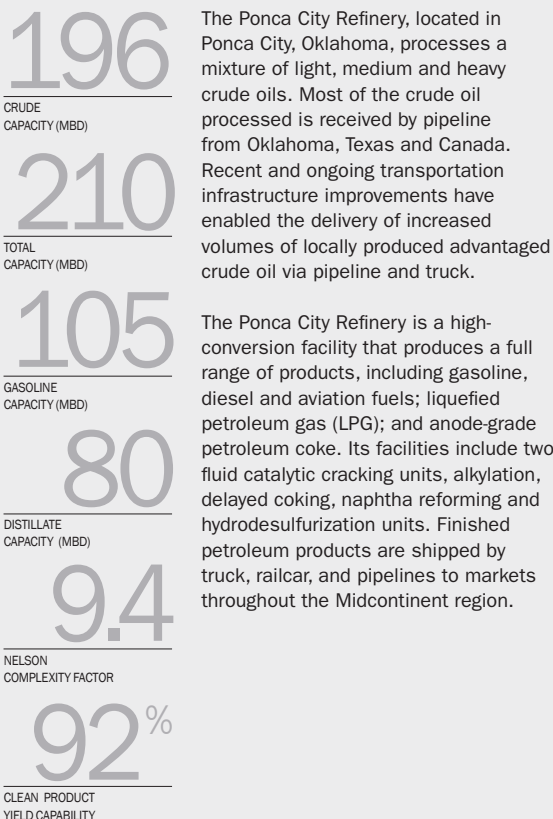 196
CRUDE
CAPACITY (MBD)
210
TOTAL
CAPACITY (MBD)
105
GASOLINE
CAPACITY (MBD)
80
DISTILLATE
CAPACITY (MBD)
9.4
NELSON
COMPLEXITY FACTOR
92%
CLEAN PRODUCT
YIELD CAPABILITY
The Ponca City Refinery, located in
Ponca City, Oklahoma, processes a
mixture of light, medium and heavy
crude oils. Most of the crude oil
processed is received by pipeline
from Oklahoma, Texas and Canada.
Recent and ongoing transportation
infrastructure improvements have
enabled the delivery of increased
volumes of locally produced advantaged
crude oil via pipeline and truck.
The Ponca City Refinery is a high-
conversion facility that produces a full
range of products, including gasoline,
diesel and aviation fuels; liquefied
petroleum gas (LPG); and anode-grade
petroleum coke. Its facilities include two
fluid catalytic cracking units, alkylation,
delayed coking, naphtha reforming and
hydrodesulfurization units. Finished
petroleum products are shipped by
truck, railcar, and pipelines to markets
throughout the Midcontinent region.